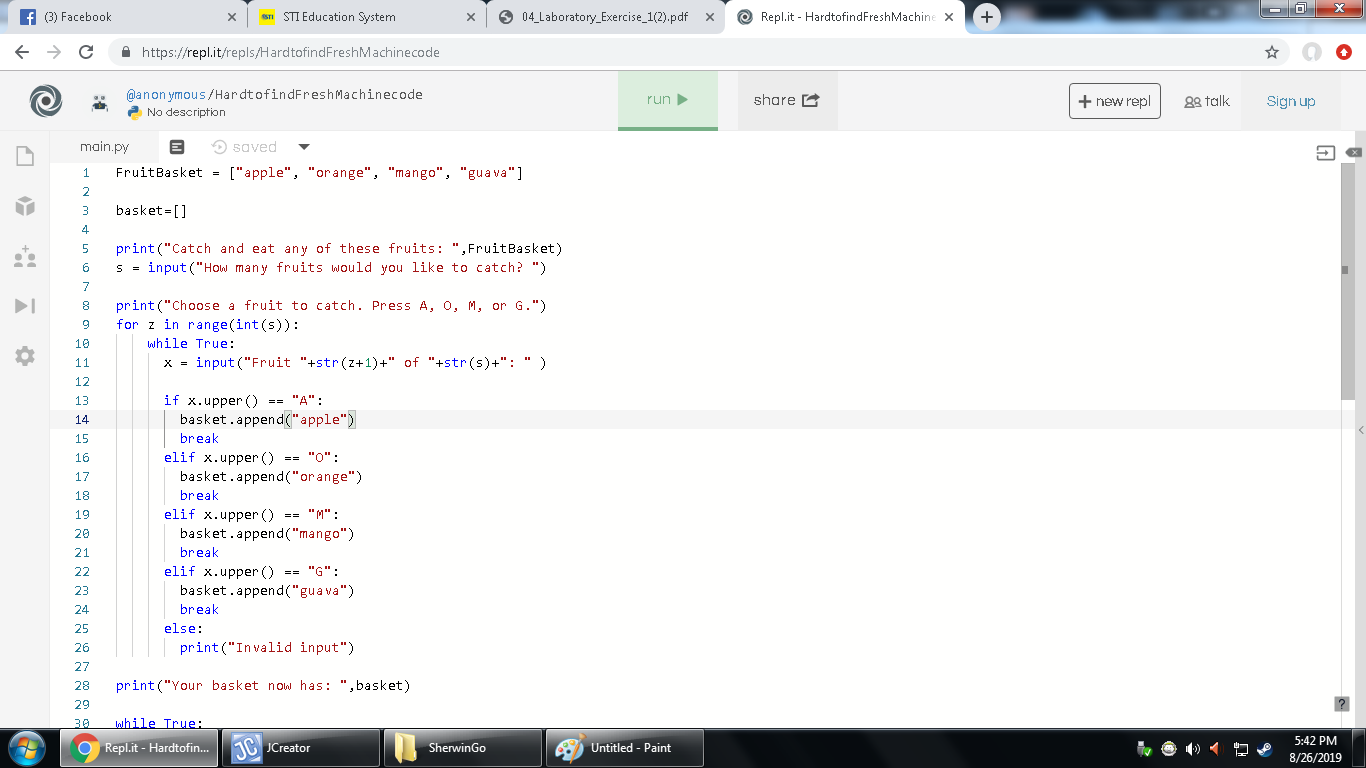 (3) Facebook
STI Education System
04_Laboratory_Exercise_1(2).pdf
Repl.it - HardtofindFreshMachine
https://repl.it/repls/HardtofindFreshMachinecode
@anonymous/HardtofindFreshMachinecode
No description
run
share
+ new repl
talk
Sign up
main.py
saved
1 FruitBasket = ["apple", "orange", "mango", "guava"]
2
3 basket=[]
4
5 print("Catch and eat any of these fruits: ",FruitBasket)
6 s = input("How many fruits would you like to catch? ")
7
8 print("Choose a fruit to catch. Press A, O, M, or G.")
9 for z in range(int(s)):
10     while True:
11       x = input("Fruit "+str(z+1)+" of "+str(s)+": " )
12
13       if x.upper() == "A":
14         basket.append("apple")
15         break
16       elif x.upper() == "O":
17         basket.append("orange")
18         break
19       elif x.upper() == "M":
20         basket.append("mango")
21         break
22       elif x.upper() == "G":
23         basket.append("guava")
24         break
25       else:
26         print("Invalid input")
27
28 print("Your basket now has: ",basket)
29
30 while True:
?
Repl.it - Hardtofin...
JCreator
SherwinGo
Untitled - Paint
5:42 PM
8/26/2019